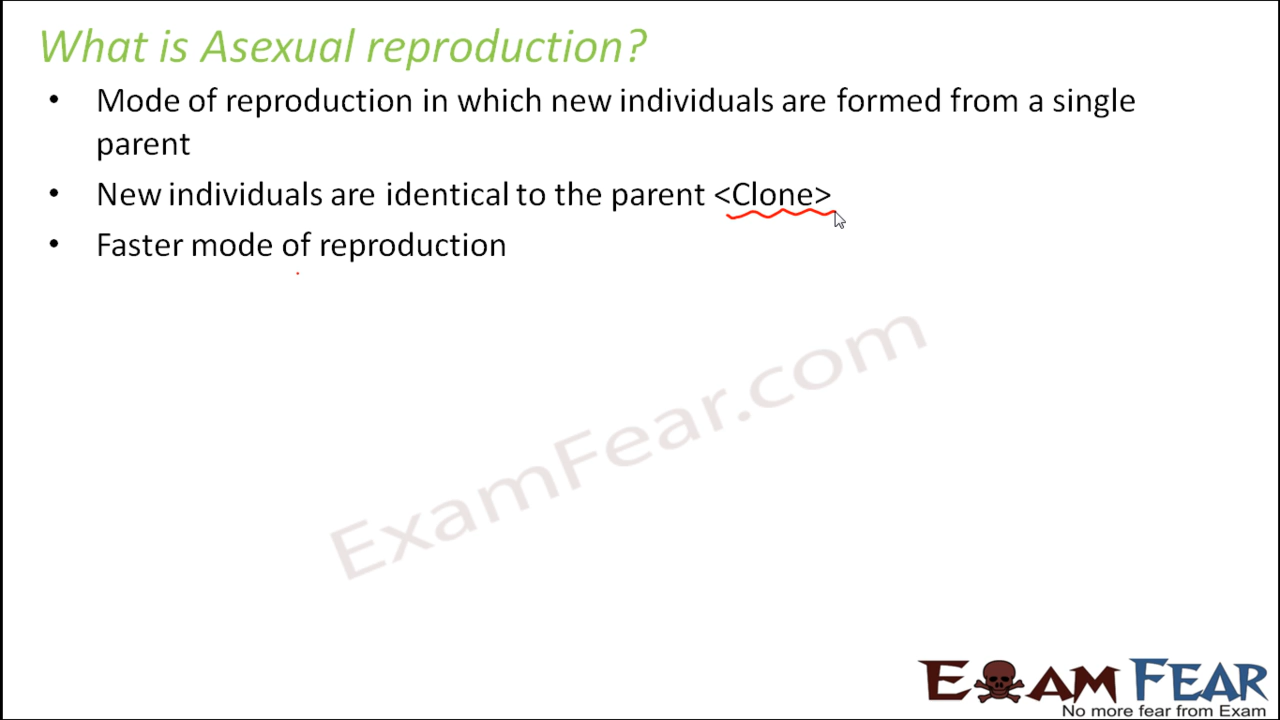 What is Asexual reproduction?
• Mode of reproduction in which new individuals are formed from a single
parent
• New individuals are identical to the parent <Clone>
• Faster mode of reproduction
ExamFear.com
EXAM FEAR
No more fear from Exam